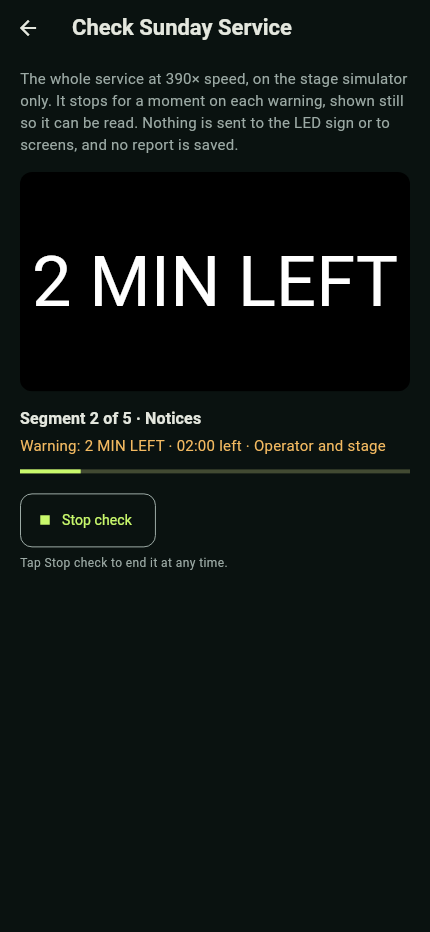 Check Sunday Service
The whole service at 390× speed, on the stage simulator
only. It stops for a moment on each warning, shown still
so it can be read. Nothing is sent to the LED sign or to
screens, and no report is saved.
2 MIN LEFT
Segment 2 of 5 · Notices
Warning: 2 MIN LEFT · 02:00 left · Operator and stage
Stop check
Tap Stop check to end it at any time.